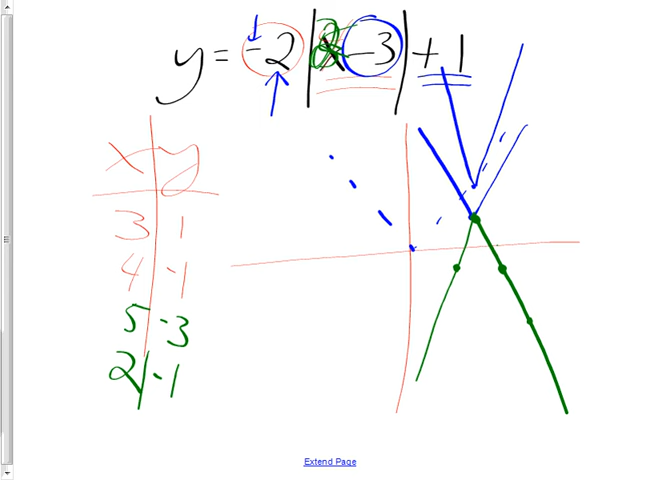 y = -2 |x - 3| + 1
x y
3 1
4 -1
5 -3
2 -1
Extend Page